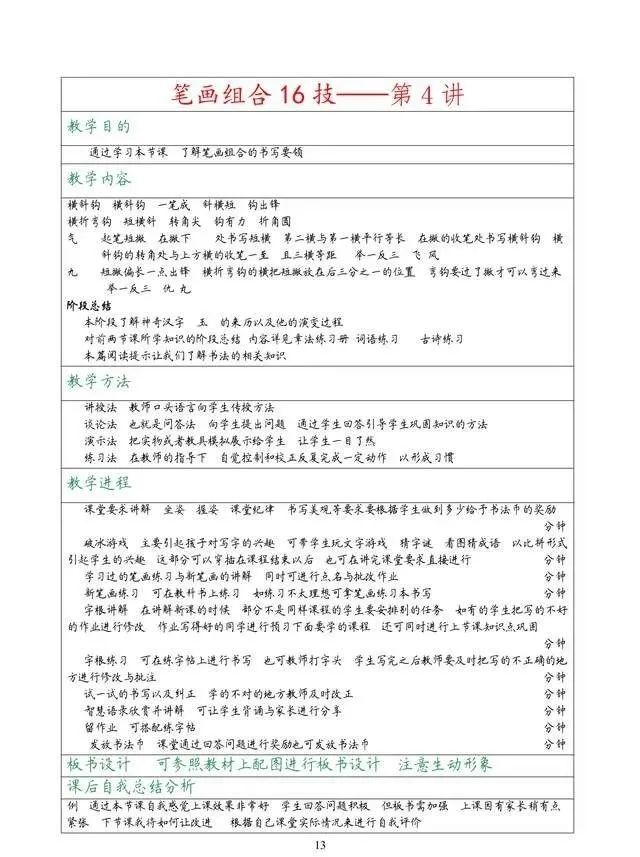 笔画组合16技——第4讲
教学目的
通过学习本节课 了解笔画组合的书写要领
教学内容
横斜钩 横斜钩 一笔成 斜横短 钩出锋
横折弯钩 短横斜 转角尖 钩有力 折角圆
气 起笔短撇 在撇下 处书写短横 第二横与第一横平行等长 在撇的收笔处书写横斜钩 横
斜钩的转角处与上方横的收笔一至 且三横等距 举一反三 飞 风
九 短撇偏长一点出锋 横折弯钩的横把短撇放在后三分之一的位置 弯钩要过了撇才可以弯过来
举一反三 仇 丸
阶段总结
本阶段了解神奇汉字 玉 的来历以及他的演变过程
对前两节课所学知识的阶段总结 内容详见章法练习册 词语练习 古诗练习
本篇阅读提示让我们了解书法的相关知识
教学方法
讲授法 教师口头语言向学生传授方法
谈论法 也就是问答法 向学生提出问题 通过学生回答引导学生巩固知识的方法
演示法 把实物或者教具模拟展示给学生 让学生一目了然
练习法 在教师的指导下 自觉控制和校正反复完成一定动作 以形成习惯
教学进程
课堂要求讲解 坐姿 握姿 课堂纪律 书写美观等要求要根据学生做到多少给予书法币的奖励
分钟
破冰游戏 主要引起孩子对写字的兴趣 可带学生玩文字游戏 猜字谜 看图猜成语 以比拼形式
引起学生的兴趣 这部分可以穿插在课程结束以后 也可在讲完课堂要求直接进行 分钟
学习过的笔画练习与新笔画的讲解 同时可进行点名与批改作业 分钟
新笔画练习 可在教科书上练习 如练习不太理想可拿笔画练习本书写 分钟
字根讲解 在讲解新课的时候 部分不是同样课程的学生要安排别的任务 如有的学生把写的不好
的作业进行修改 作业写得好的同学进行预习下面要学的课程 还可同时进行上节课知识点巩固
分钟
字根练习 可在练字帖上进行书写 也可教师打字头 学生写完之后教师要及时把写的不正确的地
方进行修改与批注 分钟
试一试的书写以及纠正 学的不对的地方教师及时改正 分钟
智慧语录欣赏并讲解 可让学生背诵与家长进行分享 分钟
留作业 可搭配练字帖 分钟
发放书法币 课堂通过回答问题进行奖励也可发放书法币 分钟
板书设计 可参照教材上配图进行板书设计 注意生动形象
课后自我总结分析
例 通过本节课自我感觉上课效果非常好 学生回答问题积极 但板书需加强 上课因有家长稍有点
紧张 下节课我将如何让改进 根据自己课堂实际情况来进行自我评价
13